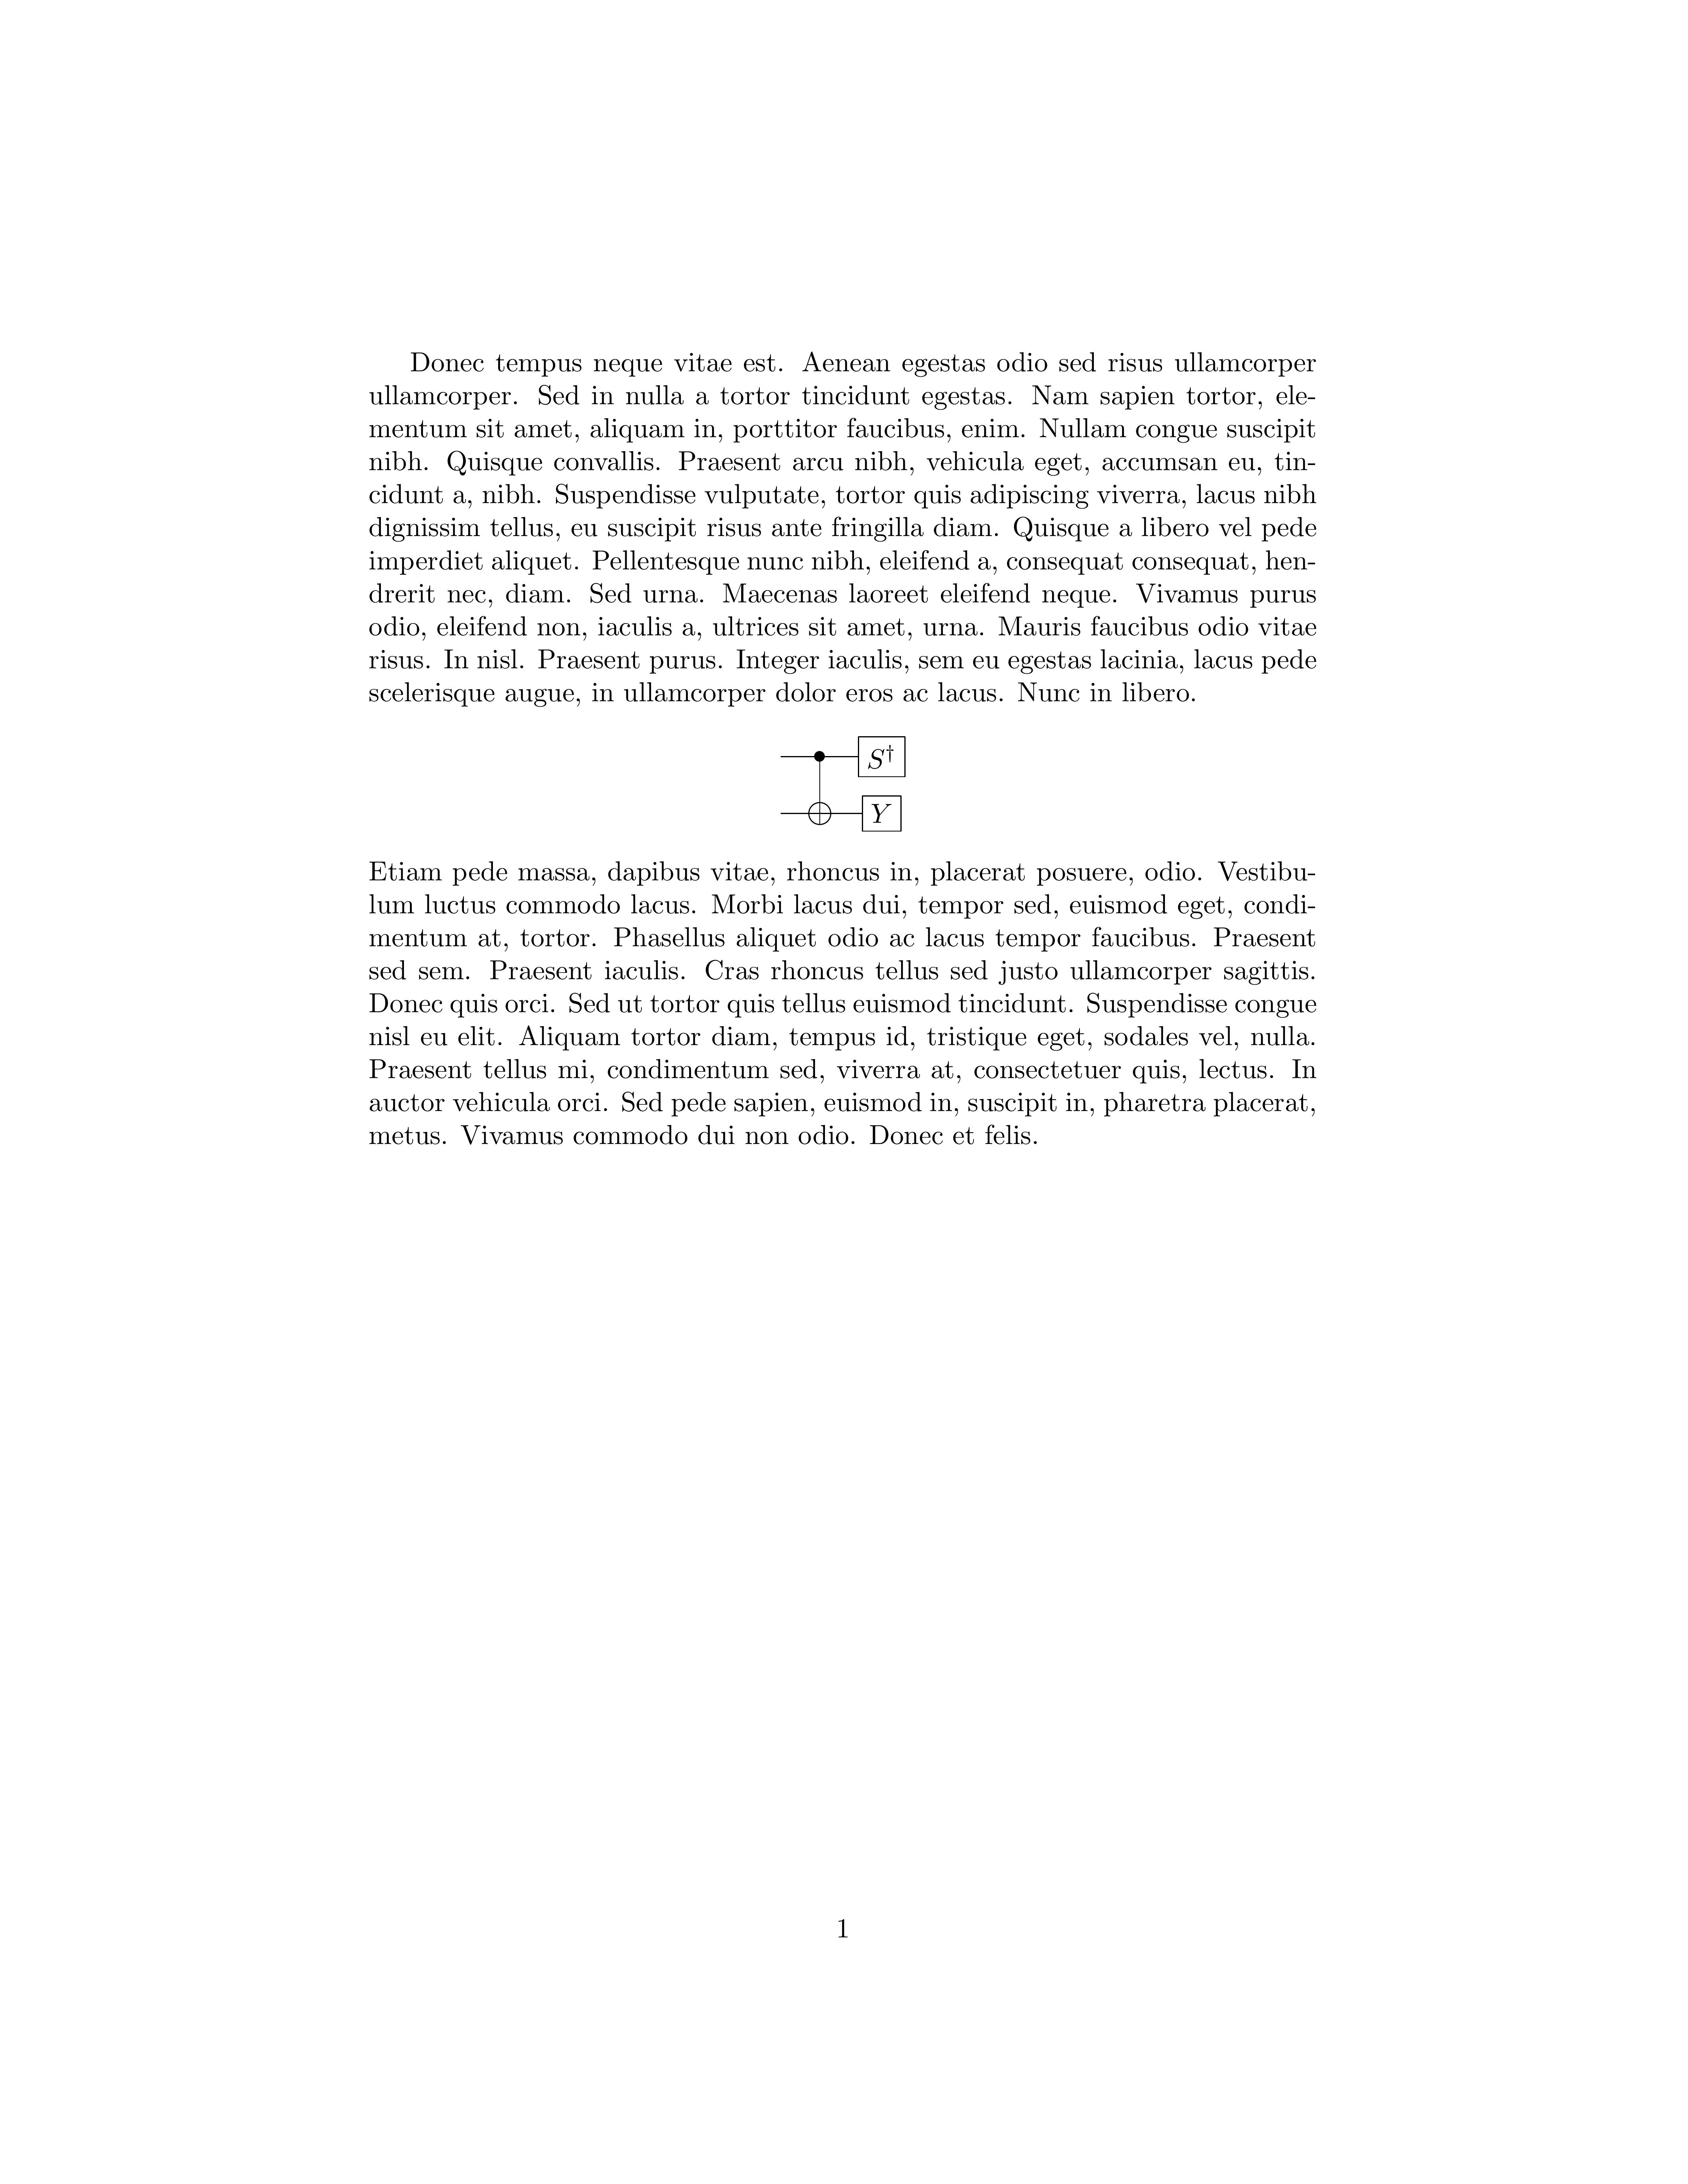 Donec tempus neque vitae est. Aenean egestas odio sed risus ullamcorper
ullamcorper. Sed in nulla a tortor tincidunt egestas. Nam sapien tortor, ele-
mentum sit amet, aliquam in, porttitor faucibus, enim. Nullam congue suscipit
nibh. Quisque convallis. Praesent arcu nibh, vehicula eget, accumsan eu, tin-
cidunt a, nibh. Suspendisse vulputate, tortor quis adipiscing viverra, lacus nibh
dignissim tellus, eu suscipit risus ante fringilla diam. Quisque a libero vel pede
imperdiet aliquet. Pellentesque nunc nibh, eleifend a, consequat consequat, hen-
drerit nec, diam. Sed urna. Maecenas laoreet eleifend neque. Vivamus purus
odio, eleifend non, iaculis a, ultrices sit amet, urna. Mauris faucibus odio vitae
risus. In nisl. Praesent purus. Integer iaculis, sem eu egestas lacinia, lacus pede
scelerisque augue, in ullamcorper dolor eros ac lacus. Nunc in libero.
S†
Y
Etiam pede massa, dapibus vitae, rhoncus in, placerat posuere, odio. Vestibu-
lum luctus commodo lacus. Morbi lacus dui, tempor sed, euismod eget, condi-
mentum at, tortor. Phasellus aliquet odio ac lacus tempor faucibus. Praesent
sed sem. Praesent iaculis. Cras rhoncus tellus sed justo ullamcorper sagittis.
Donec quis orci. Sed ut tortor quis tellus euismod tincidunt. Suspendisse congue
nisl eu elit. Aliquam tortor diam, tempus id, tristique eget, sodales vel, nulla.
Praesent tellus mi, condimentum sed, viverra at, consectetuer quis, lectus. In
auctor vehicula orci. Sed pede sapien, euismod in, suscipit in, pharetra placerat,
metus. Vivamus commodo dui non odio. Donec et felis.
1